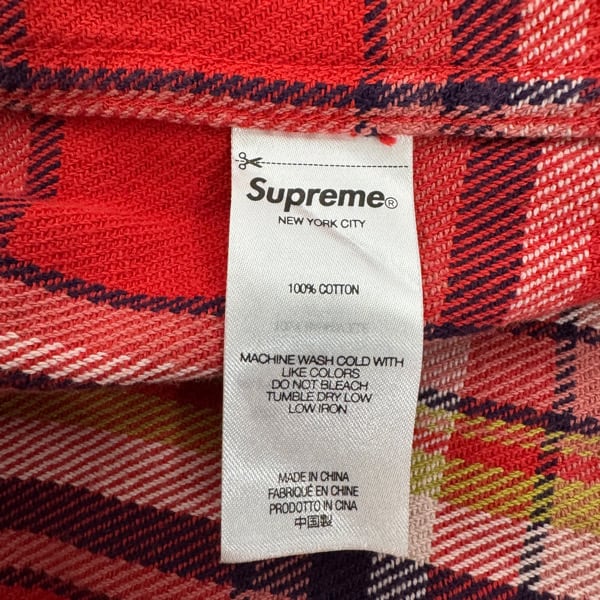 Supreme®
NEW YORK CITY
100% COTTON
MACHINE WASH COLD WITH
LIKE COLORS
DO NOT BLEACH
TUMBLE DRY LOW
LOW IRON
MADE IN CHINA
FABRIQUÉ EN CHINE
PRODOTTO IN CINA
中国製